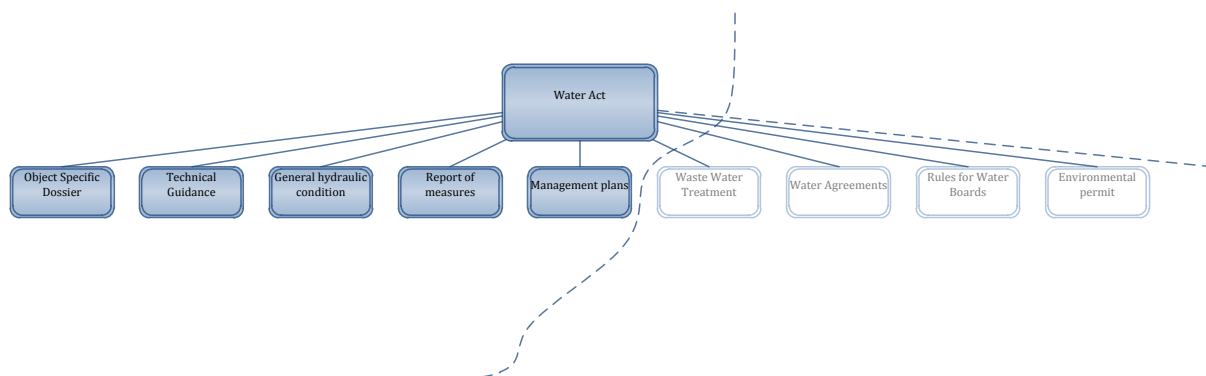 Water Act
Object Specific
Dossier
Technical
Guidance
General hydraulic
condition
Report of
measures
Management plans
Waste Water
Treatment
Water Agreements
Rules for Water
Boards
Environmental
permit